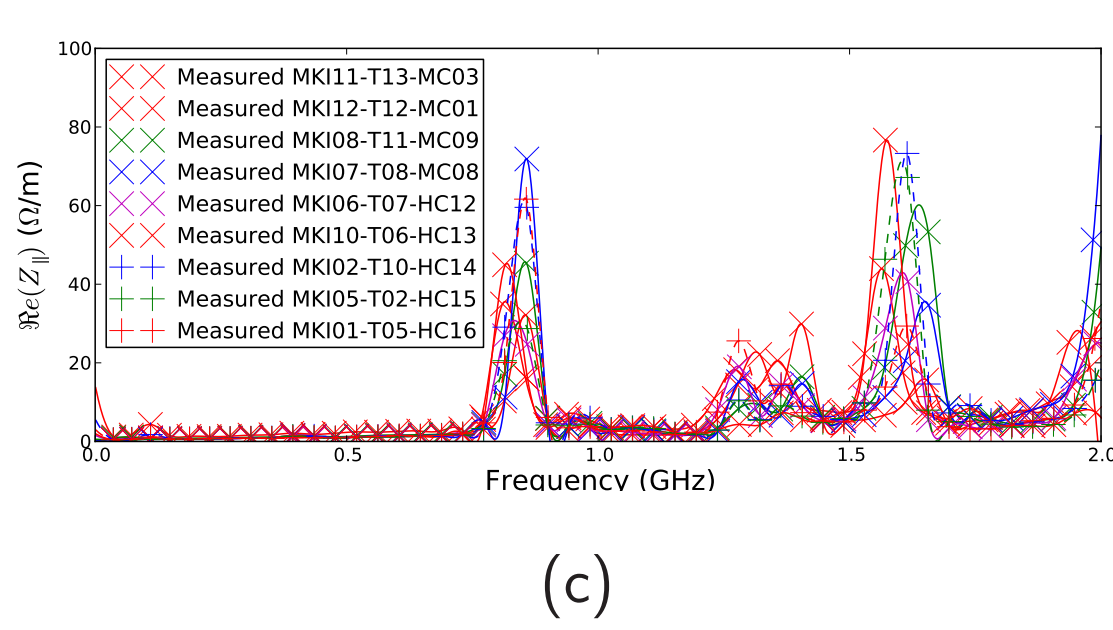 100
80
60
40
20
0
ℜe(Z∥) (Ω/m)
Measured MKI11-T13-MC03
Measured MKI12-T12-MC01
Measured MKI08-T11-MC09
Measured MKI07-T08-MC08
Measured MKI06-T07-HC12
Measured MKI10-T06-HC13
Measured MKI02-T10-HC14
Measured MKI05-T02-HC15
Measured MKI01-T05-HC16
0.0 0.5 1.0 1.5 2.0
Frequency (GHz)
(c)